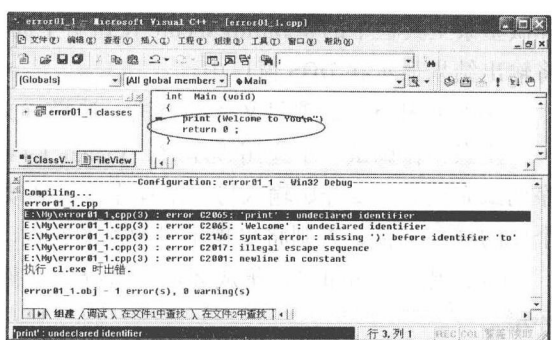 error01_1 - Microsoft Visual C++ - [error01_1.cpp]
文件(F) 编辑(E) 查看(V) 插入(I) 工程(P) 组建(B) 工具(T) 窗口(W) 帮助(H)
(Globals) [All global members Main
error01_1 classes
int Main (void)
{
print (Welcome to You\n")
return 0 ;
}
ClassV... FileView
Configuration: error01_1 - Win32 Debug
Compiling...
error01_1.cpp
E:\My\error01_1.cpp(3) : error C2065: 'print' : undeclared identifier
E:\My\error01_1.cpp(3) : error C2065: 'Welcome' : undeclared identifier
E:\My\error01_1.cpp(3) : error C2146: syntax error : missing ')' before identifier 'to'
E:\My\error01_1.cpp(3) : error C2017: illegal escape sequence
E:\My\error01_1.cpp(3) : error C2001: newline in constant
执行 cl.exe 时出错.
error01_1.obj - 1 error(s), 0 warning(s)
组建 调试 在文件1中查找 在文件2中查找
'print' : undeclared identifier 行 3, 列 1 REC COL 覆盖 读取